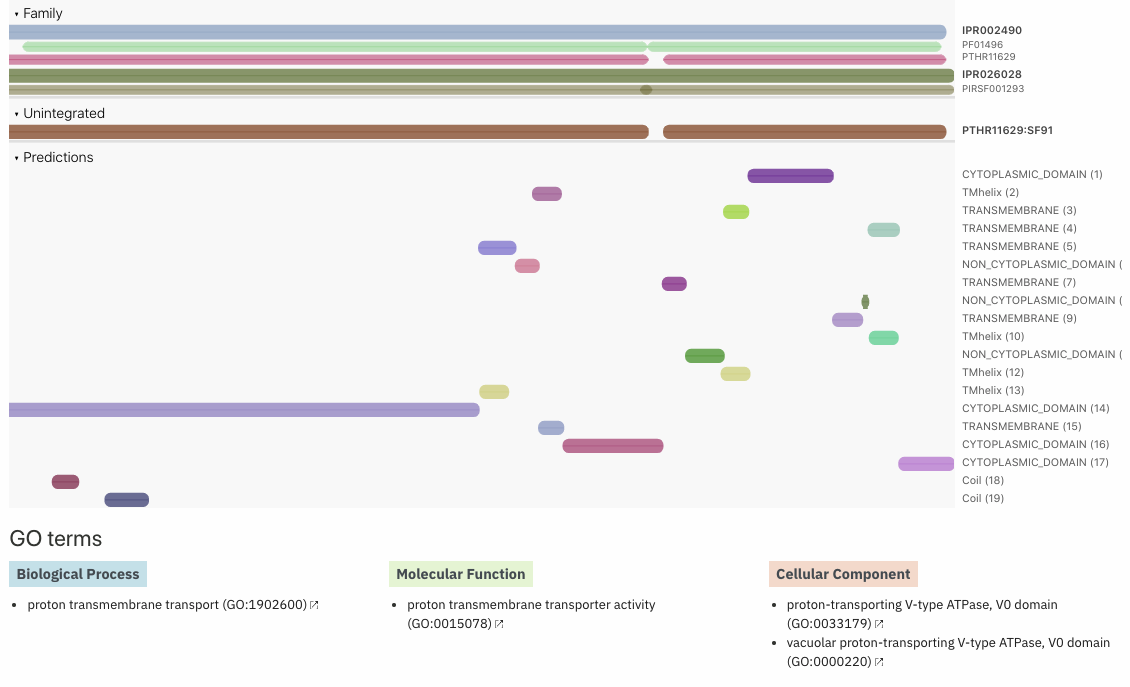 ▾ Family
IPR002490
PF01496
PTHR11629
IPR026028
PIRSF001293
▾ Unintegrated
PTHR11629:SF91
▾ Predictions
CYTOPLASMIC_DOMAIN (1)
TMhelix (2)
TRANSMEMBRANE (3)
TRANSMEMBRANE (4)
TRANSMEMBRANE (5)
NON_CYTOPLASMIC_DOMAIN (
TRANSMEMBRANE (7)
NON_CYTOPLASMIC_DOMAIN (
TRANSMEMBRANE (9)
TMhelix (10)
NON_CYTOPLASMIC_DOMAIN (
TMhelix (12)
TMhelix (13)
CYTOPLASMIC_DOMAIN (14)
TRANSMEMBRANE (15)
CYTOPLASMIC_DOMAIN (16)
CYTOPLASMIC_DOMAIN (17)
Coil (18)
Coil (19)
GO terms
Biological Process
• proton transmembrane transport (GO:1902600)
Molecular Function
• proton transmembrane transporter activity
(GO:0015078)
Cellular Component
• proton-transporting V-type ATPase, V0 domain
(GO:0033179)
• vacuolar proton-transporting V-type ATPase, V0 domain
(GO:0000220)